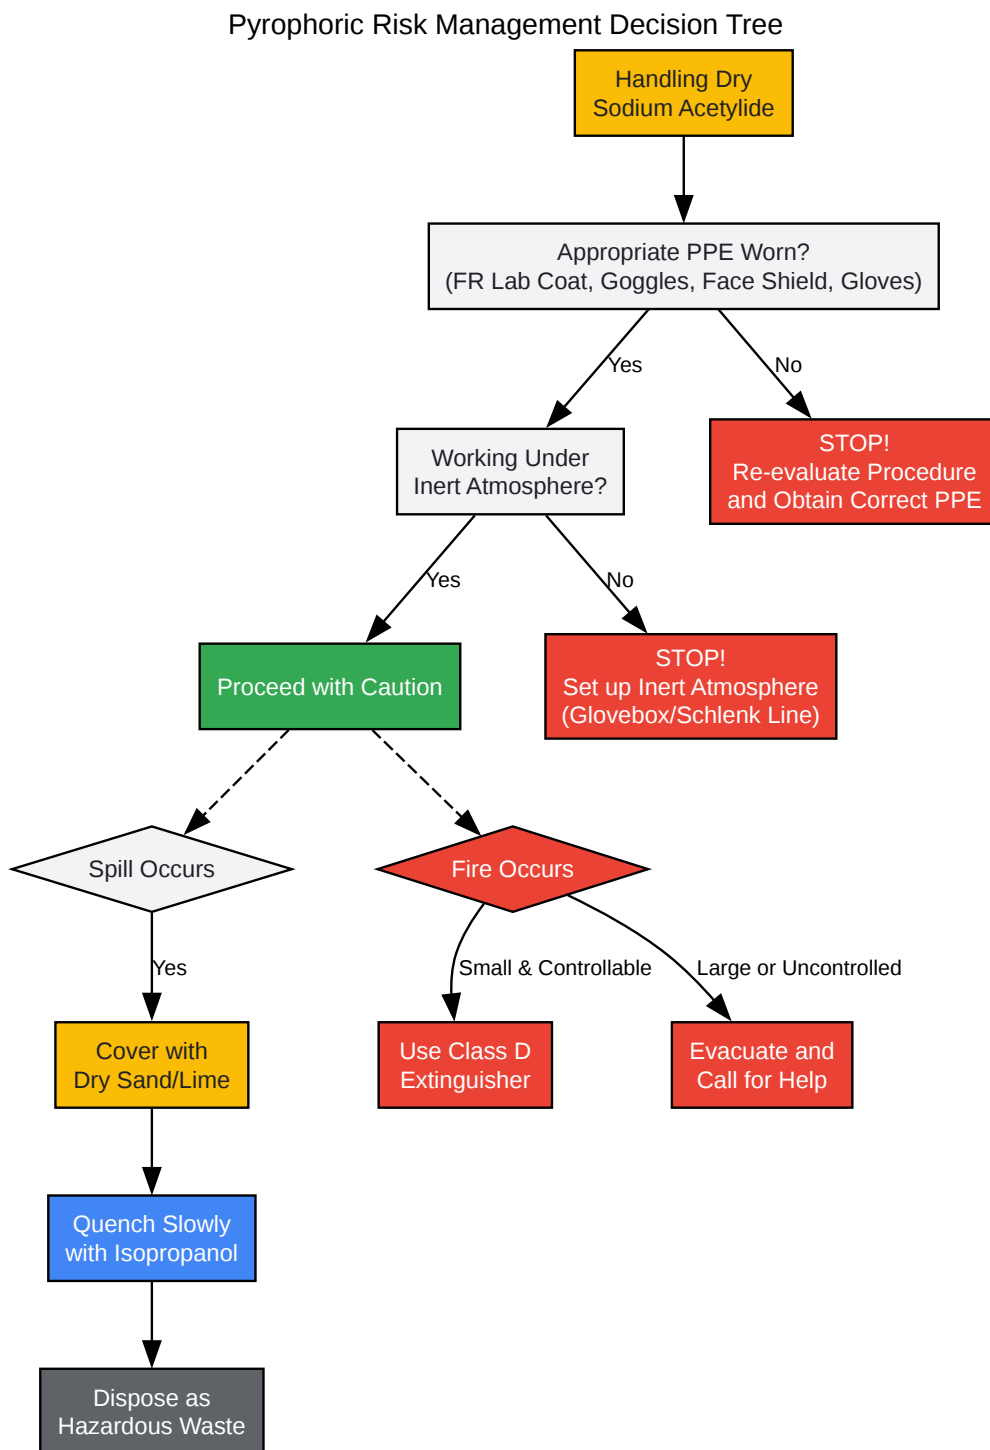 Pyrophoric Risk Management Decision Tree
Handling Dry
Sodium Acetylide
Appropriate PPE Worn?
(FR Lab Coat, Goggles, Face Shield, Gloves)
Yes
No
Working Under
Inert Atmosphere?
STOP!
Re-evaluate Procedure
and Obtain Correct PPE
Yes
No
Proceed with Caution
STOP!
Set up Inert Atmosphere
(Glovebox/Schlenk Line)
Spill Occurs
Fire Occurs
Yes
Small & Controllable
Large or Uncontrolled
Cover with
Dry Sand/Lime
Use Class D
Extinguisher
Evacuate and
Call for Help
Quench Slowly
with Isopropanol
Dispose as
Hazardous Waste